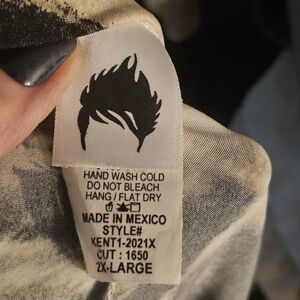 HAND WASH COLD
DO NOT BLEACH
HANG / FLAT DRY
MADE IN MEXICO
STYLE#
KENT1-2021X
CUT : 1650
2X-LARGE